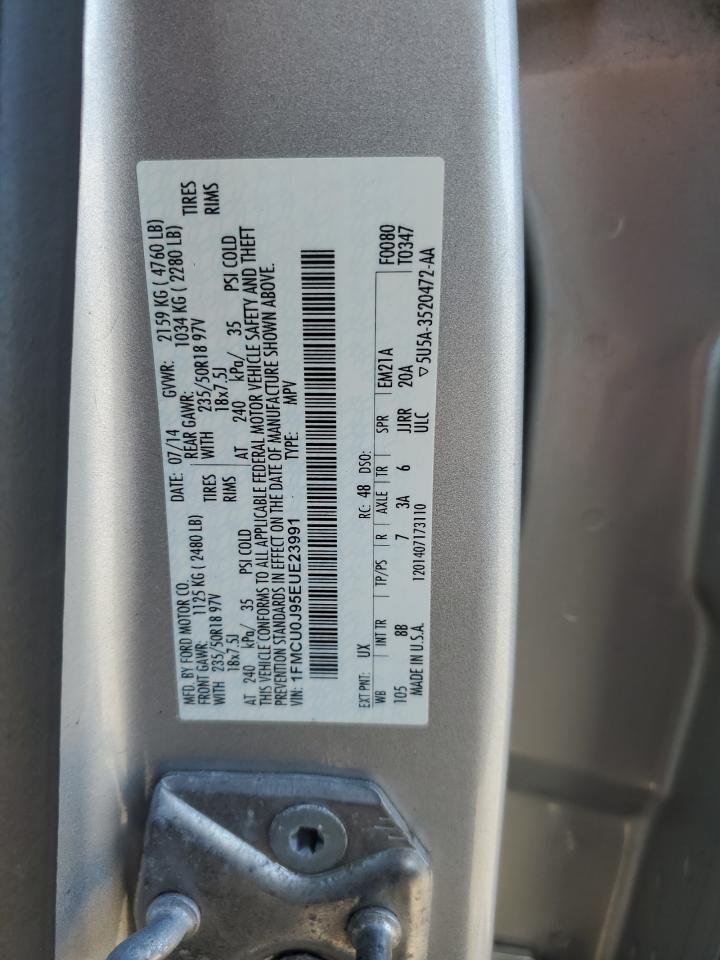 MFD. BY FORD MOTOR CO. DATE: 07/14 GVWR: 2159 KG ( 4760 LB)
FRONT GAWR: 1125 KG ( 2480 LB) REAR GAWR: 1034 KG ( 2280 LB)
WITH 235/50R18 97V TIRES WITH 235/50R18 97V TIRES
18x7.5J RIMS 18x7.5J RIMS
AT 240 kPa/ 35 PSI COLD AT 240 kPa/ 35 PSI COLD
THIS VEHICLE CONFORMS TO ALL APPLICABLE FEDERAL MOTOR VEHICLE SAFETY AND THEFT
PREVENTION STANDARDS IN EFFECT ON THE DATE OF MANUFACTURE SHOWN ABOVE.
VIN: 1FMCU0J95EUE23991 TYPE: MPV
EXT PNT: UX RC: 48 DSO:
WB INT TR TP/PS R AXLE TR SPR EM21A F0080
105 8B 7 3A 6 JJRR 20A T0347
MADE IN U.S.A. 1201407173110 ULC ▽5U5A-3520472-AA